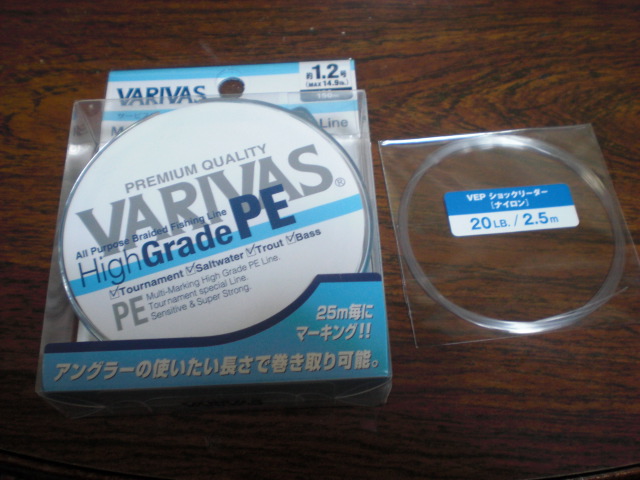 VARIVAS
約1.2号
(MAX 14.9lb.)
Line
PREMIUM QUALITY
VARIVAS®
All Purpose Braided Fishing Line
HighGradePE
Tournament Saltwater Trout Bass
PE
Multi-Marking High Grade PE Line.
Tournament special Line.
Sensitive & Super Strong.
25m毎に
マーキング!!
アングラーの使いたい長さで巻き取り可能。
VEP ショックリーダー
[ナイロン]
20LB. / 2.5m